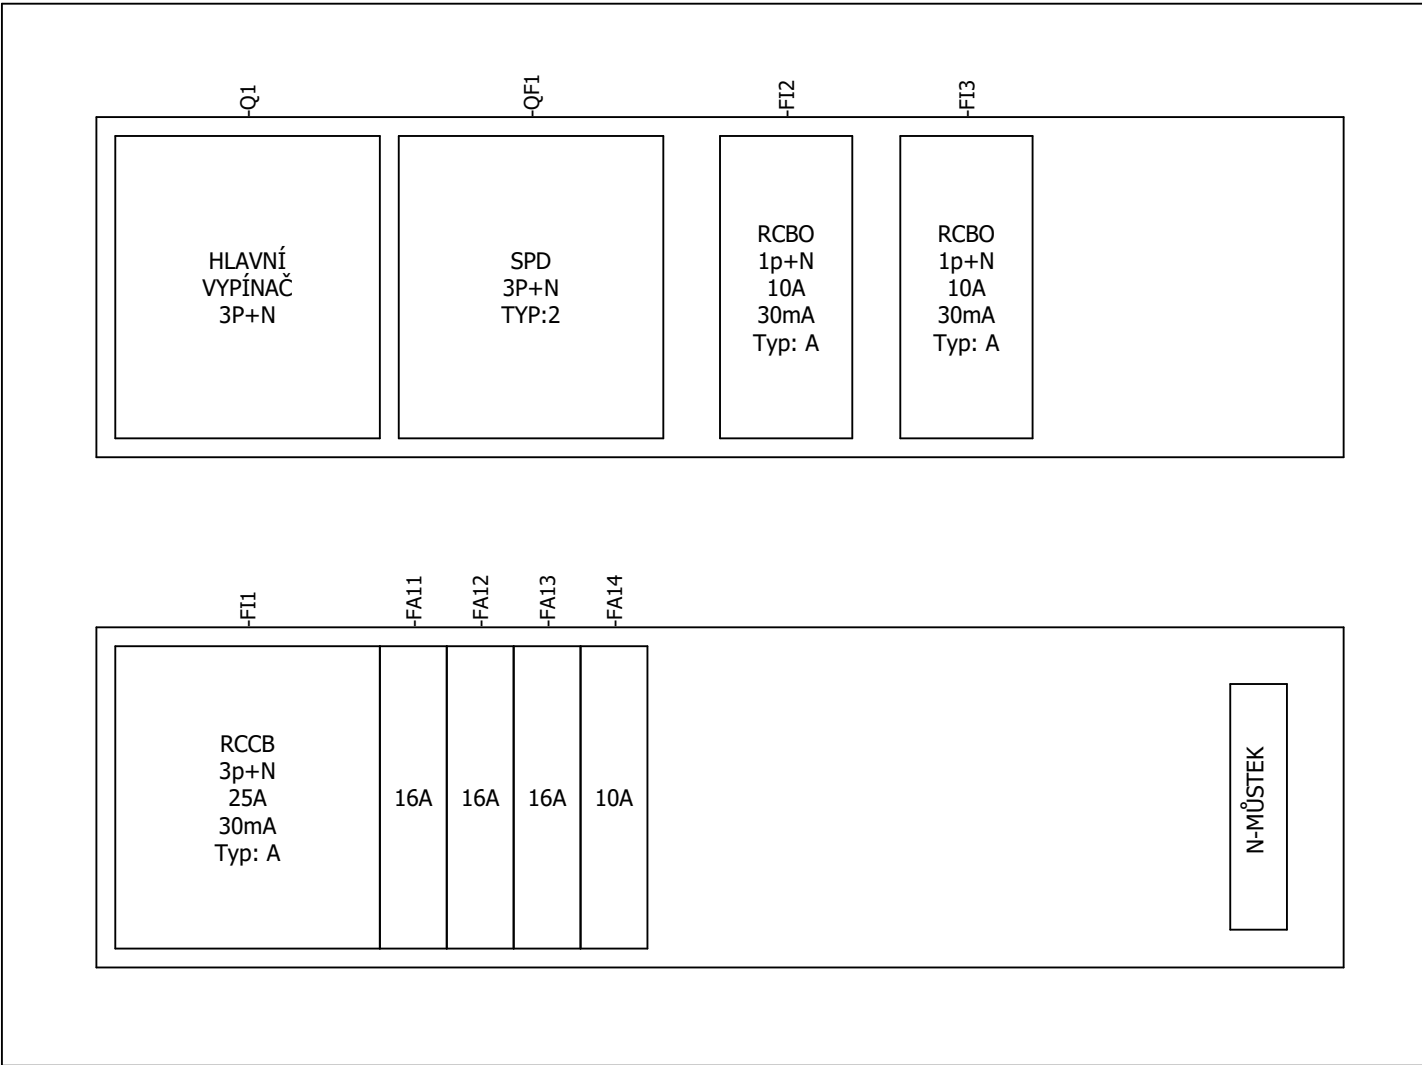 -Q1
-QF1
-FI2
-FI3
HLAVNÍ
VYPÍNAČ
3P+N
SPD
3P+N
TYP:2
RCBO
1p+N
10A
30mA
Typ: A
RCBO
1p+N
10A
30mA
Typ: A
-FI1
-FA11
-FA12
-FA13
-FA14
RCCB
3p+N
25A
30mA
Typ: A
16A
16A
16A
10A
N-MŮSTEK